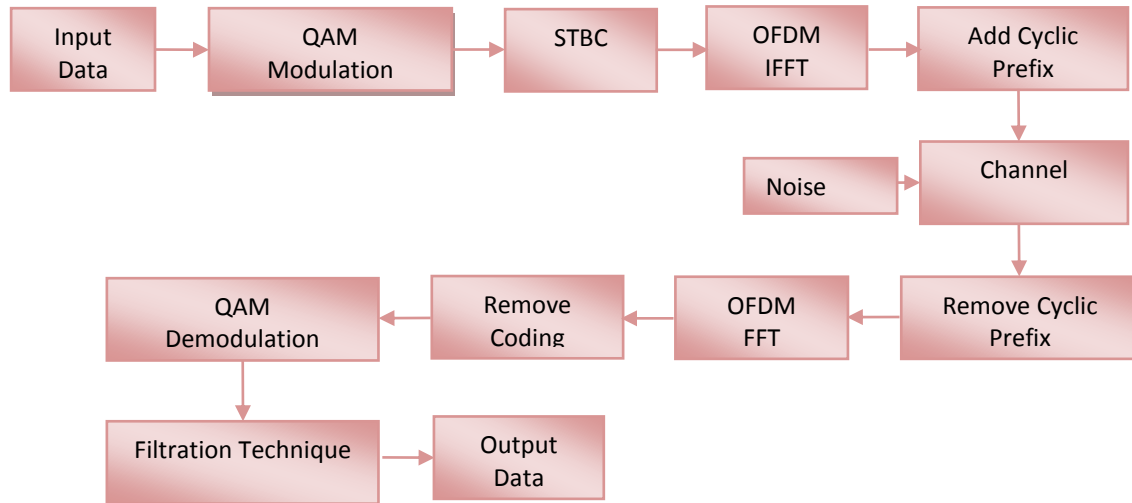 Input
Data
QAM
Modulation
STBC
OFDM
IFFT
Add Cyclic
Prefix
Noise
Channel
QAM
Demodulation
Remove
Coding
OFDM
FFT
Remove Cyclic
Prefix
Filtration Technique
Output
Data